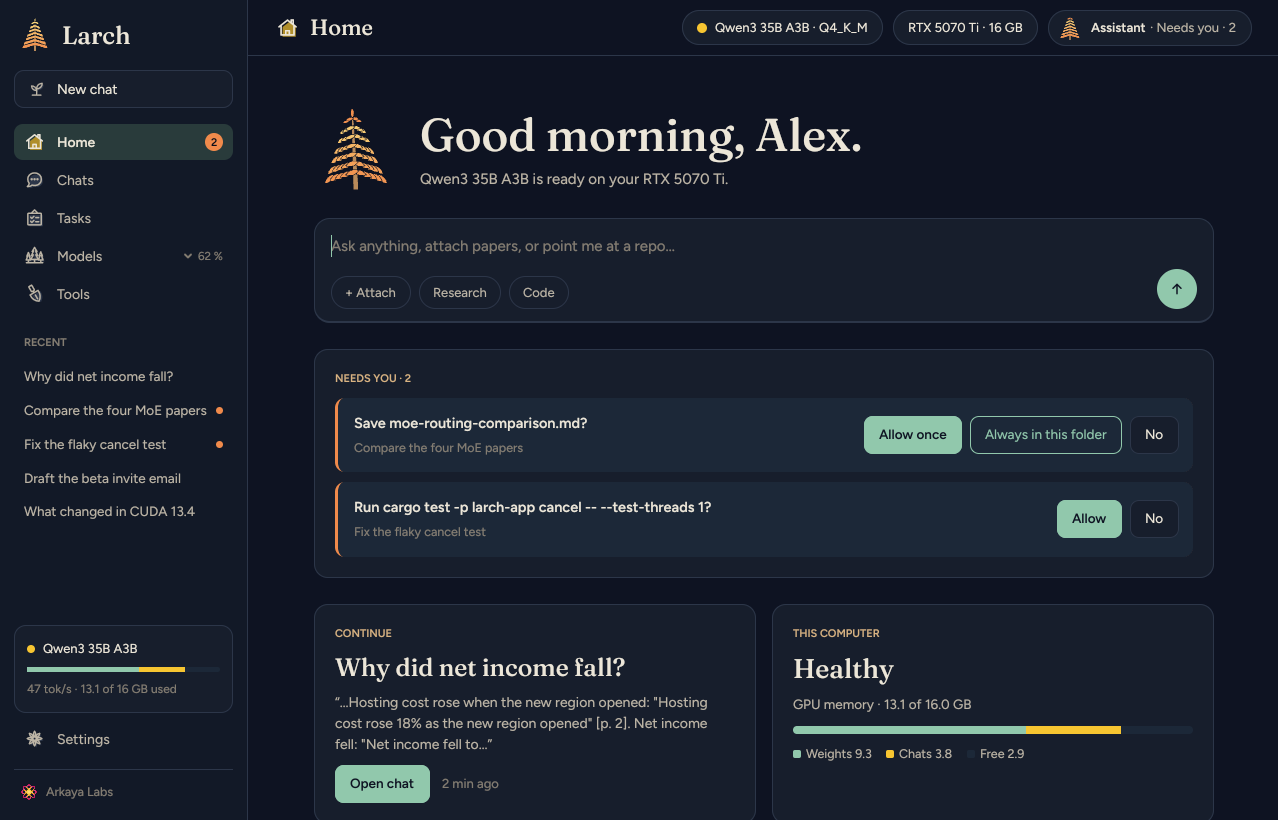 Larch
New chat
Home 2
Chats
Tasks
Models 62 %
Tools
RECENT
Why did net income fall?
Compare the four MoE papers
Fix the flaky cancel test
Draft the beta invite email
What changed in CUDA 13.4
Qwen3 35B A3B
47 tok/s · 13.1 of 16 GB used
Settings
Arkaya Labs
Home
Qwen3 35B A3B · Q4_K_M
RTX 5070 Ti · 16 GB
Assistant · Needs you · 2
Good morning, Alex.
Qwen3 35B A3B is ready on your RTX 5070 Ti.
Ask anything, attach papers, or point me at a repo…
+ Attach
Research
Code
NEEDS YOU · 2
Save moe-routing-comparison.md?
Compare the four MoE papers
Allow once
Always in this folder
No
Run cargo test -p larch-app cancel -- --test-threads 1?
Fix the flaky cancel test
Allow
No
CONTINUE
Why did net income fall?
“…Hosting cost rose when the new region opened: "Hosting
cost rose 18% as the new region opened" [p. 2]. Net income
fell: "Net income fell to…”
Open chat
2 min ago
THIS COMPUTER
Healthy
GPU memory · 13.1 of 16.0 GB
Weights 9.3
Chats 3.8
Free 2.9